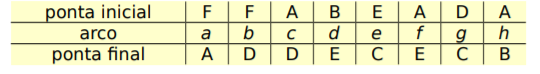 ponta inicial F F A B E A D A
arco a b c d e f g h
ponta final A D D E C E C B